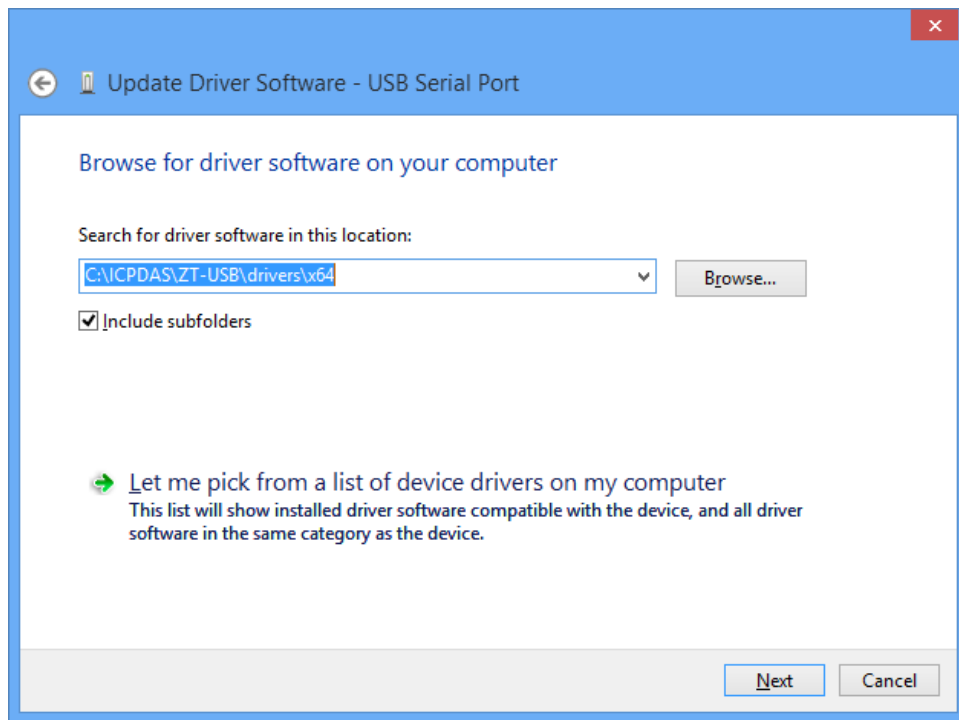 Update Driver Software - USB Serial Port
Browse for driver software on your computer
Search for driver software in this location:
C:\ICPDAS\ZT-USB\drivers\x64
Browse...
Include subfolders
Let me pick from a list of device drivers on my computer
This list will show installed driver software compatible with the device, and all driver
software in the same category as the device.
Next
Cancel